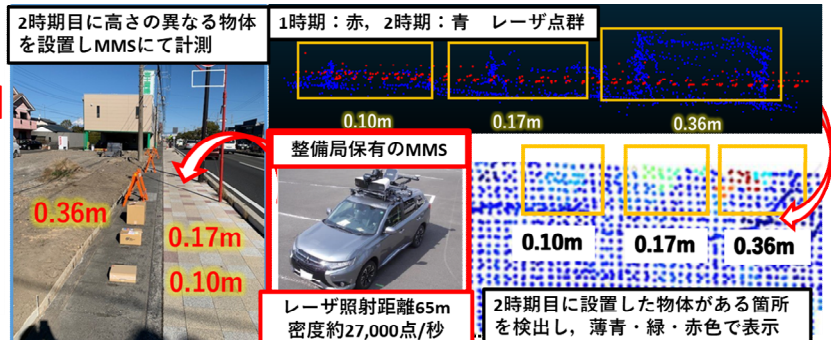 2時期目に高さの異なる物体
を設置しMMSにて計測
1時期：赤，2時期：青　レーザ点群
0.10m
0.17m
0.36m
0.36m
0.17m
0.10m
整備局保有のMMS
レーザ照射距離65m
密度約27,000点/秒
0.10m
0.17m
0.36m
2時期目に設置した物体がある箇所
を検出し，薄青・緑・赤色で表示